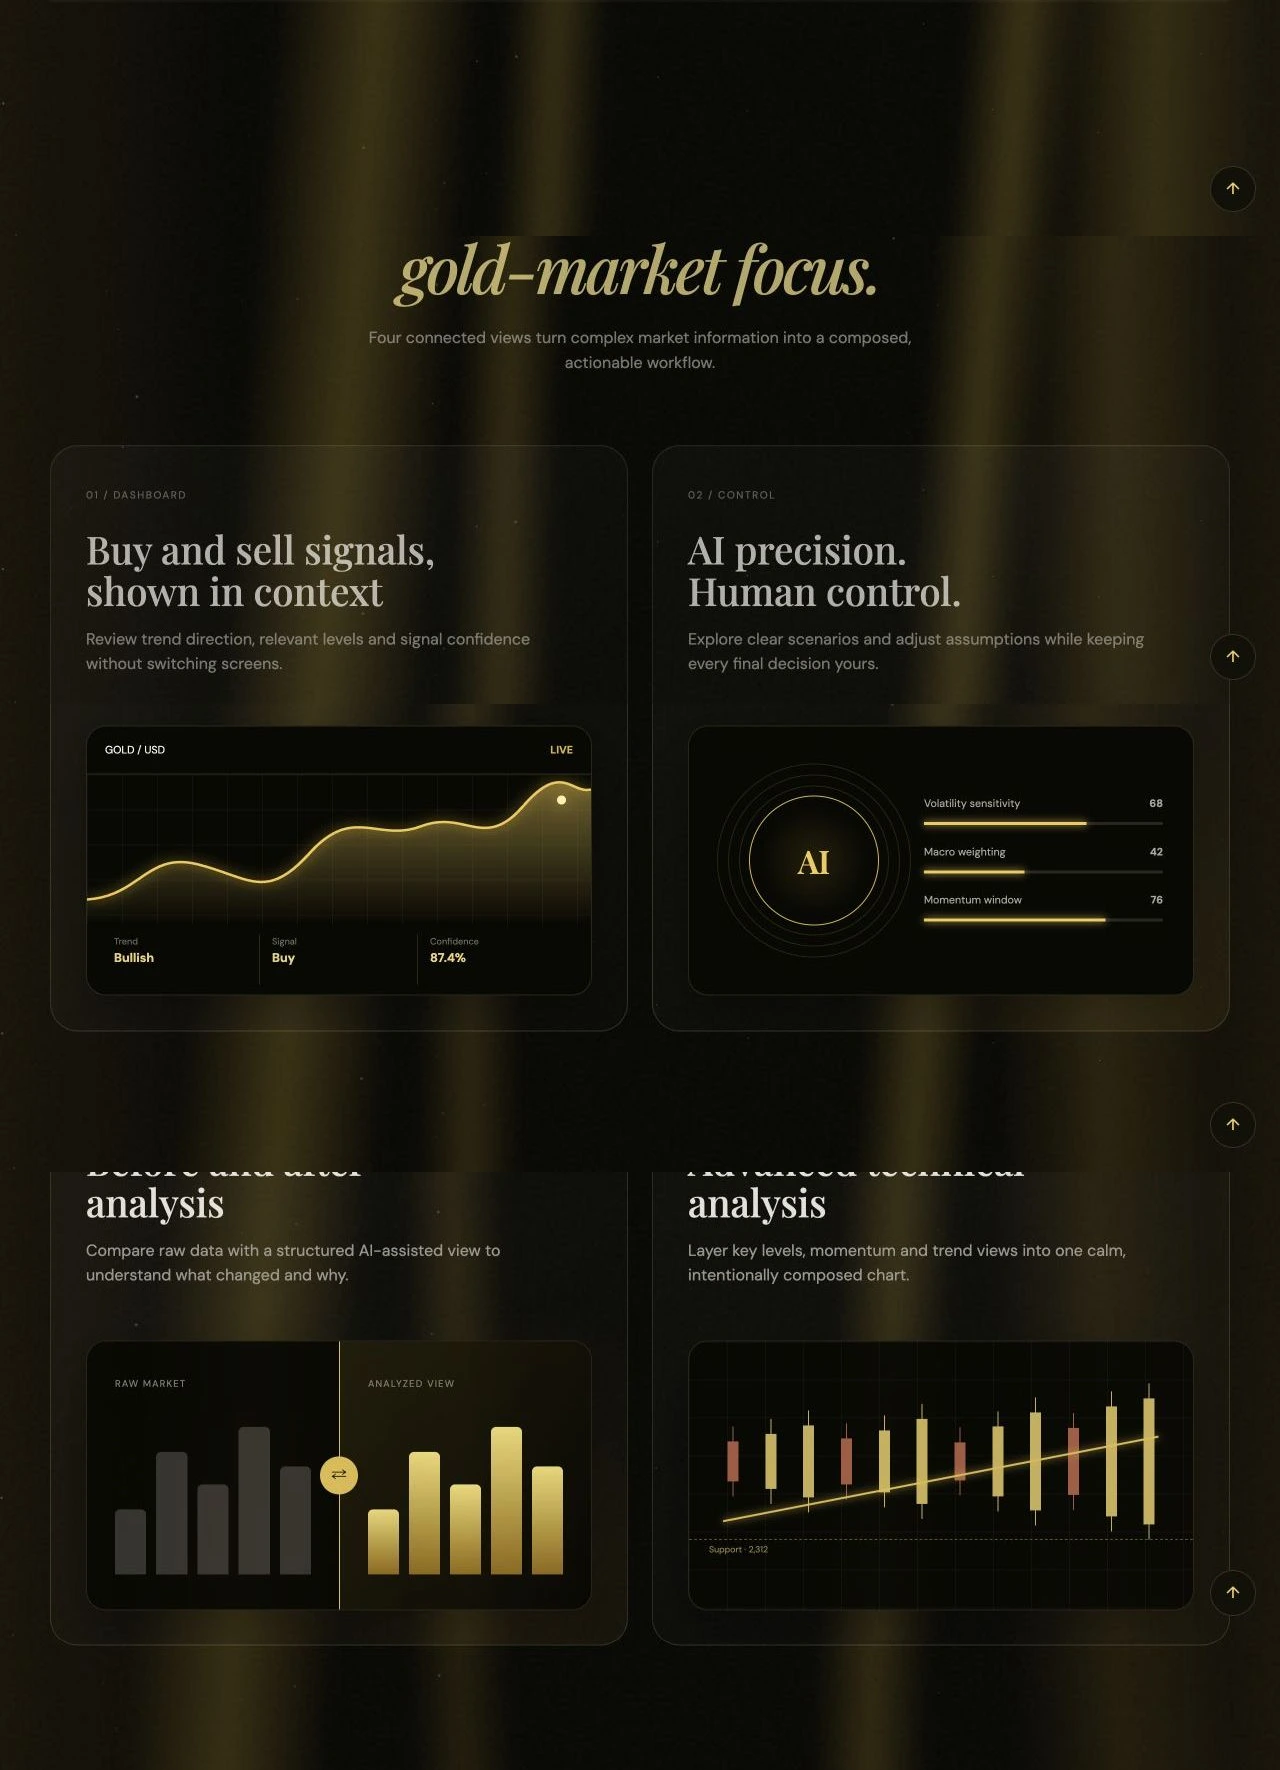 gold-market focus.
Four connected views turn complex market information into a composed,
actionable workflow.
01 / DASHBOARD
Buy and sell signals,
shown in context
Review trend direction, relevant levels and signal confidence
without switching screens.
GOLD / USD
LIVE
Trend
Signal
Confidence
Bullish
Buy
87.4%
02 / CONTROL
AI precision.
Human control.
Explore clear scenarios and adjust assumptions while keeping
every final decision yours.
AI
Volatility sensitivity 68
Macro weighting 42
Momentum window 76
Before and after
analysis
Compare raw data with a structured AI-assisted view to
understand what changed and why.
RAW MARKET
ANALYZED VIEW
Advanced technical
analysis
Layer key levels, momentum and trend views into one calm,
intentionally composed chart.
Support · 2,312